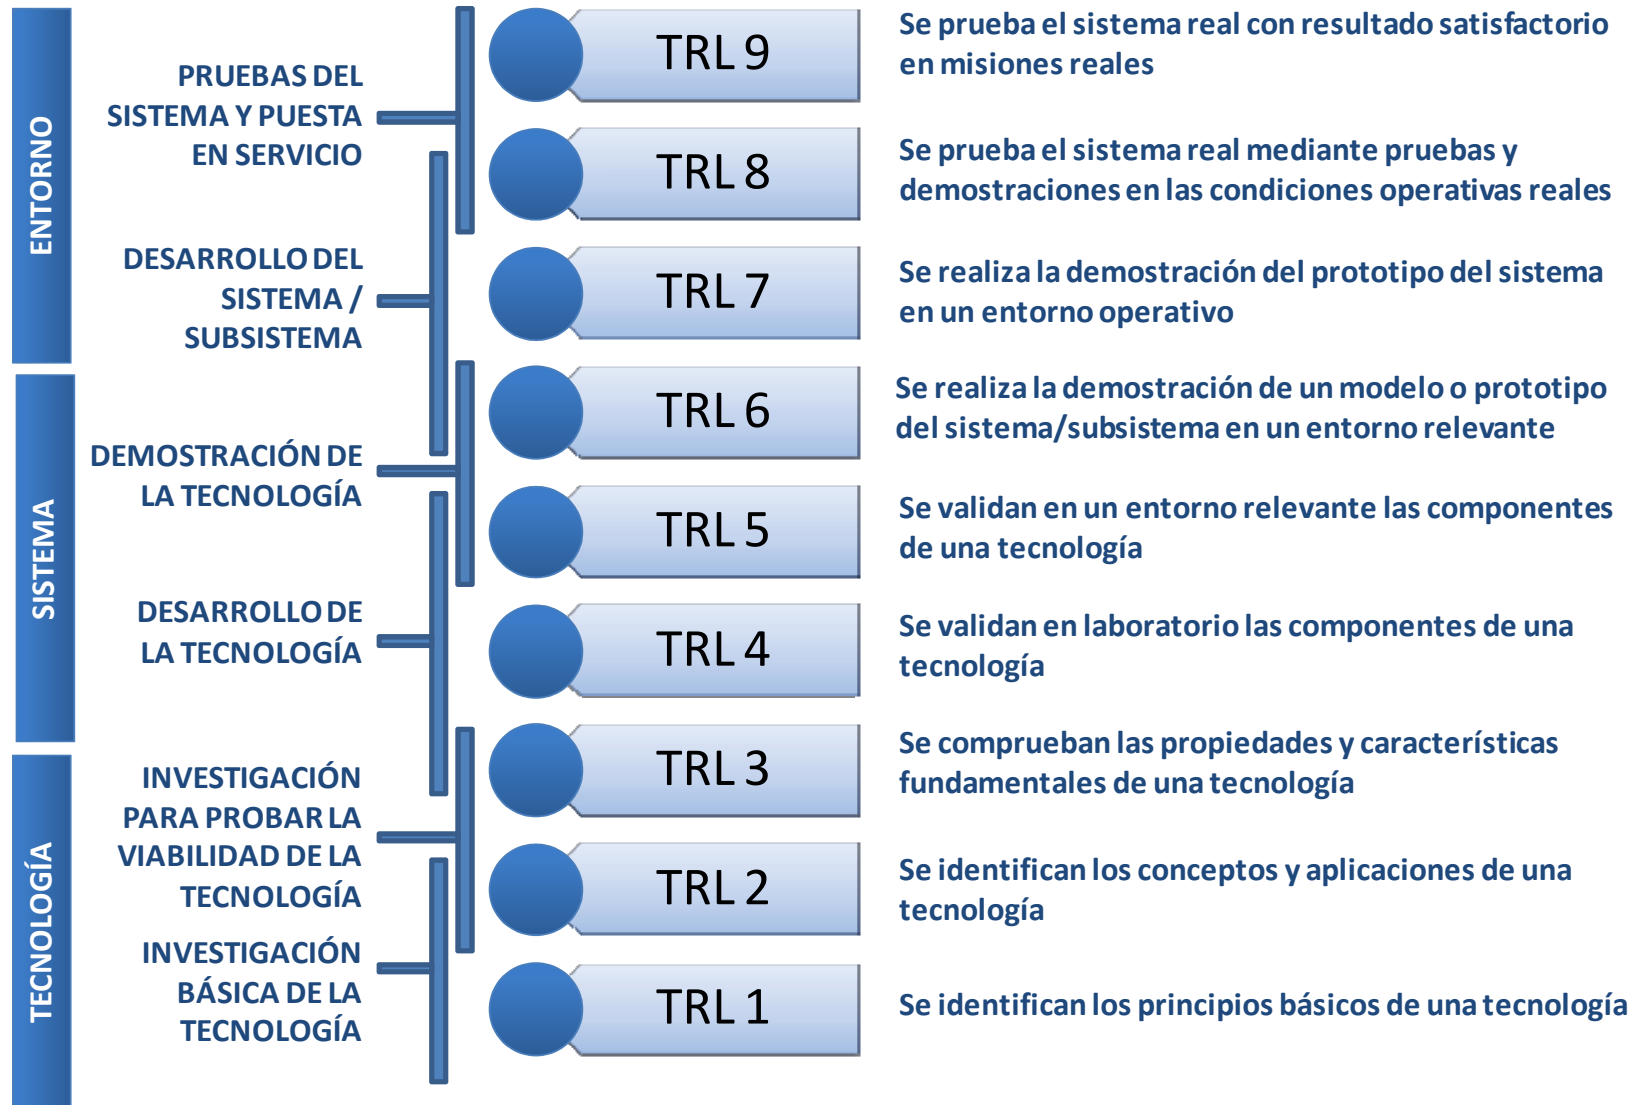 ENTORNO
SISTEMA
TECNOLOGÍA
PRUEBAS DEL
SISTEMA Y PUESTA
EN SERVICIO
DESARROLLO DEL
SISTEMA /
SUBSISTEMA
DEMOSTRACIÓN DE
LA TECNOLOGÍA
DESARROLLO DE
LA TECNOLOGÍA
INVESTIGACIÓN
PARA PROBAR LA
VIABILIDAD DE LA
TECNOLOGÍA
INVESTIGACIÓN
BÁSICA DE LA
TECNOLOGÍA
TRL 9
Se prueba el sistema real con resultado satisfactorio
en misiones reales
TRL 8
Se prueba el sistema real mediante pruebas y
demostraciones en las condiciones operativas reales
TRL 7
Se realiza la demostración del prototipo del sistema
en un entorno operativo
TRL 6
Se realiza la demostración de un modelo o prototipo
del sistema/subsistema en un entorno relevante
TRL 5
Se validan en un entorno relevante las componentes
de una tecnología
TRL 4
Se validan en laboratorio las componentes de una
tecnología
TRL 3
Se comprueban las propiedades y características
fundamentales de una tecnología
TRL 2
Se identifican los conceptos y aplicaciones de una
tecnología
TRL 1
Se identifican los principios básicos de una tecnología